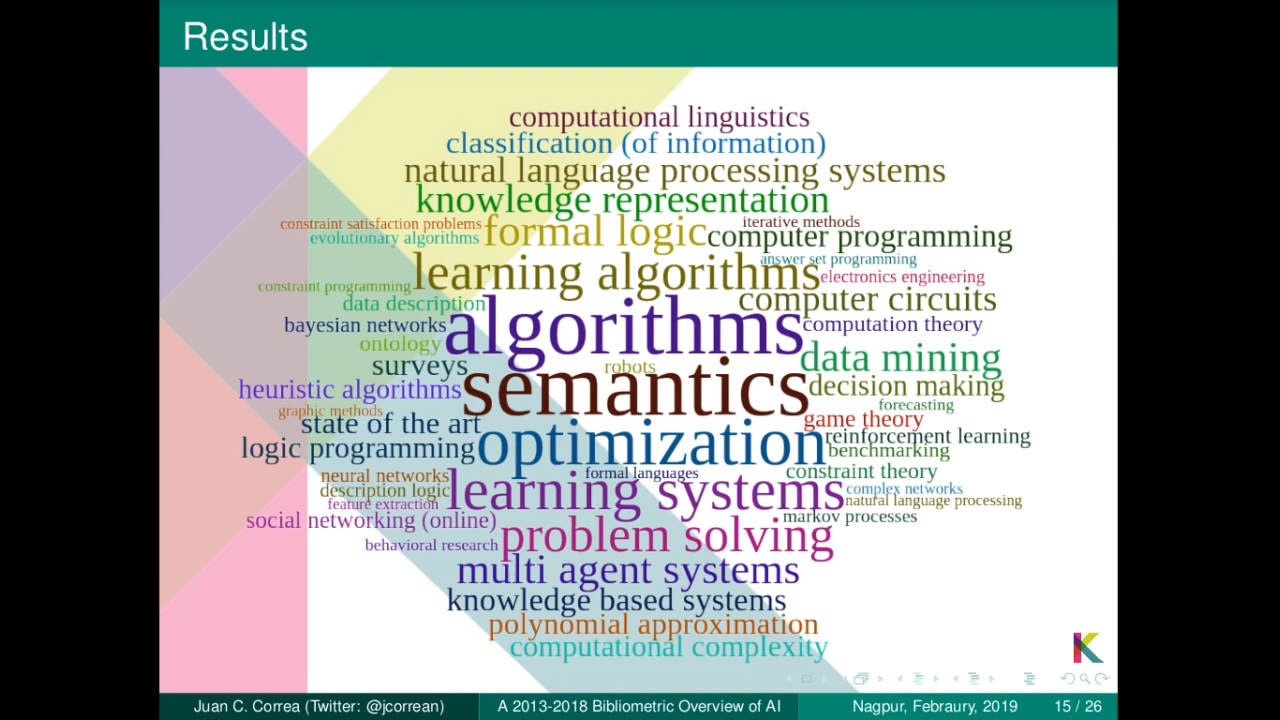 Results
computational linguistics
classification (of information)
natural language processing systems
knowledge representation
constraint satisfaction problems
iterative methods
evolutionary algorithms
formal logic
computer programming
answer set programming
learning algorithms
electronics engineering
constraint programming
data description
computer circuits
bayesian networks
algorithms
computation theory
ontology
surveys
robots
data mining
heuristic algorithms
semantics
decision making
graphic methods
forecasting
state of the art
game theory
reinforcement learning
logic programming
optimization
benchmarking
neural networks
formal languages
constraint theory
description logic
learning systems
complex networks
feature extraction
natural language processing
social networking (online)
markov processes
behavioral research
problem solving
multi agent systems
knowledge based systems
polynomial approximation
computational complexity
K
Juan C. Correa (Twitter: @jcorrean)
A 2013-2018 Bibliometric Overview of AI
Nagpur, Febraury, 2019
15 / 26